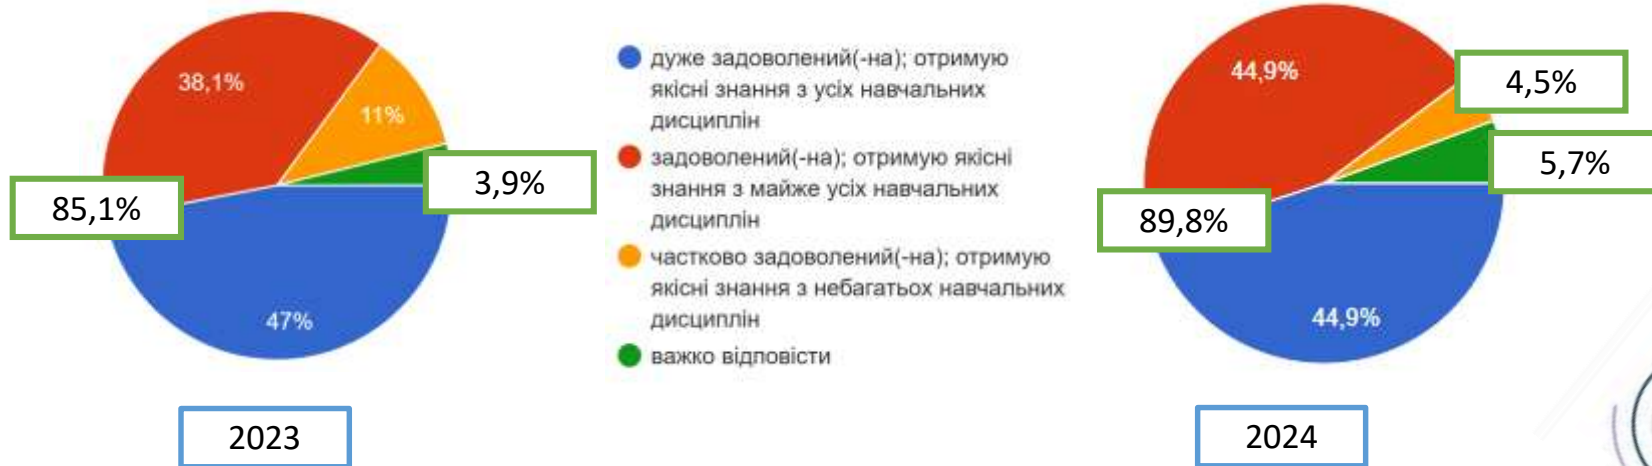 38,1%
11%
3,9%
85,1%
47%
2023
дуже задоволений(-на); отримую
якісні знання з усіх навчальних
дисциплін
задоволений(-на); отримую якісні
знання з майже усіх навчальних
дисциплін
частково задоволений(-на); отримую
якісні знання з небагатьох навчальних
дисциплін
важко відповісти
44,9%
4,5%
5,7%
89,8%
44,9%
2024